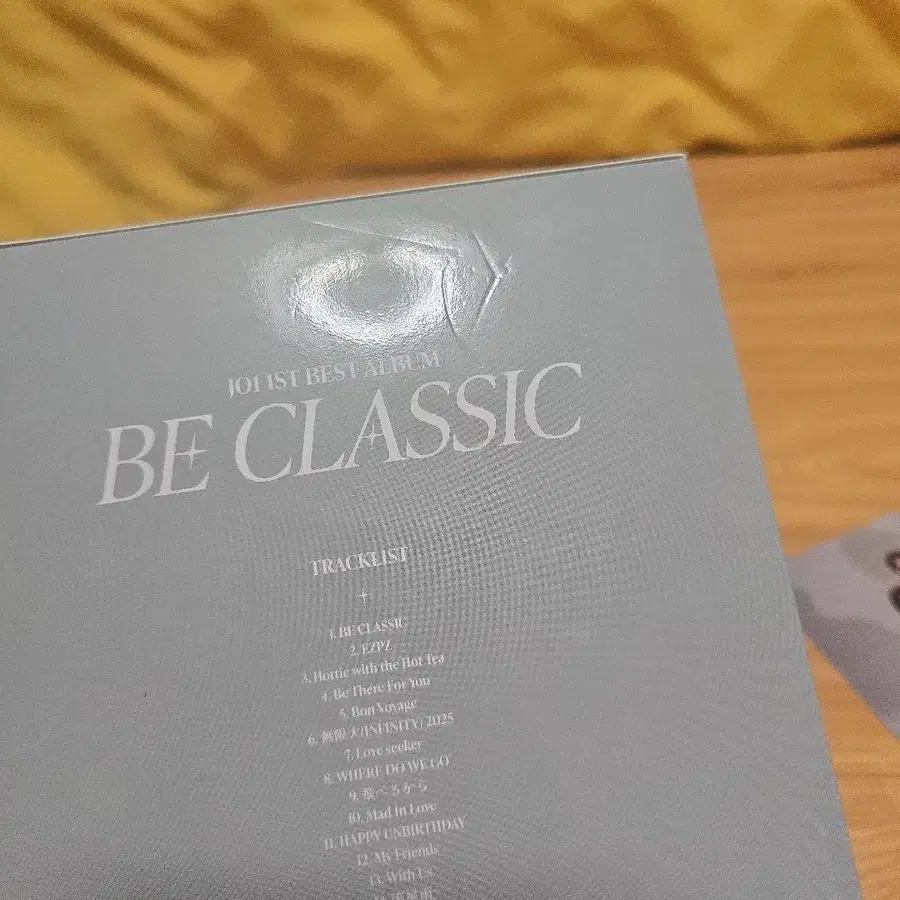 JO1 1ST BEST ALBUM
BE CLASSIC
TRACKLIST
1. BE CLASSIC
2. EZPZ
3. Hottie with the Hot Tea
4. Be There For You
5. Bon Voyage
6. 無限大(INFINITY) 2025
7. Love seeker
8. WHERE DO WE GO
9. 飛べるから
10. Mad In Love
11. HAPPY UNBIRTHDAY
12. My Friends
13. With Us